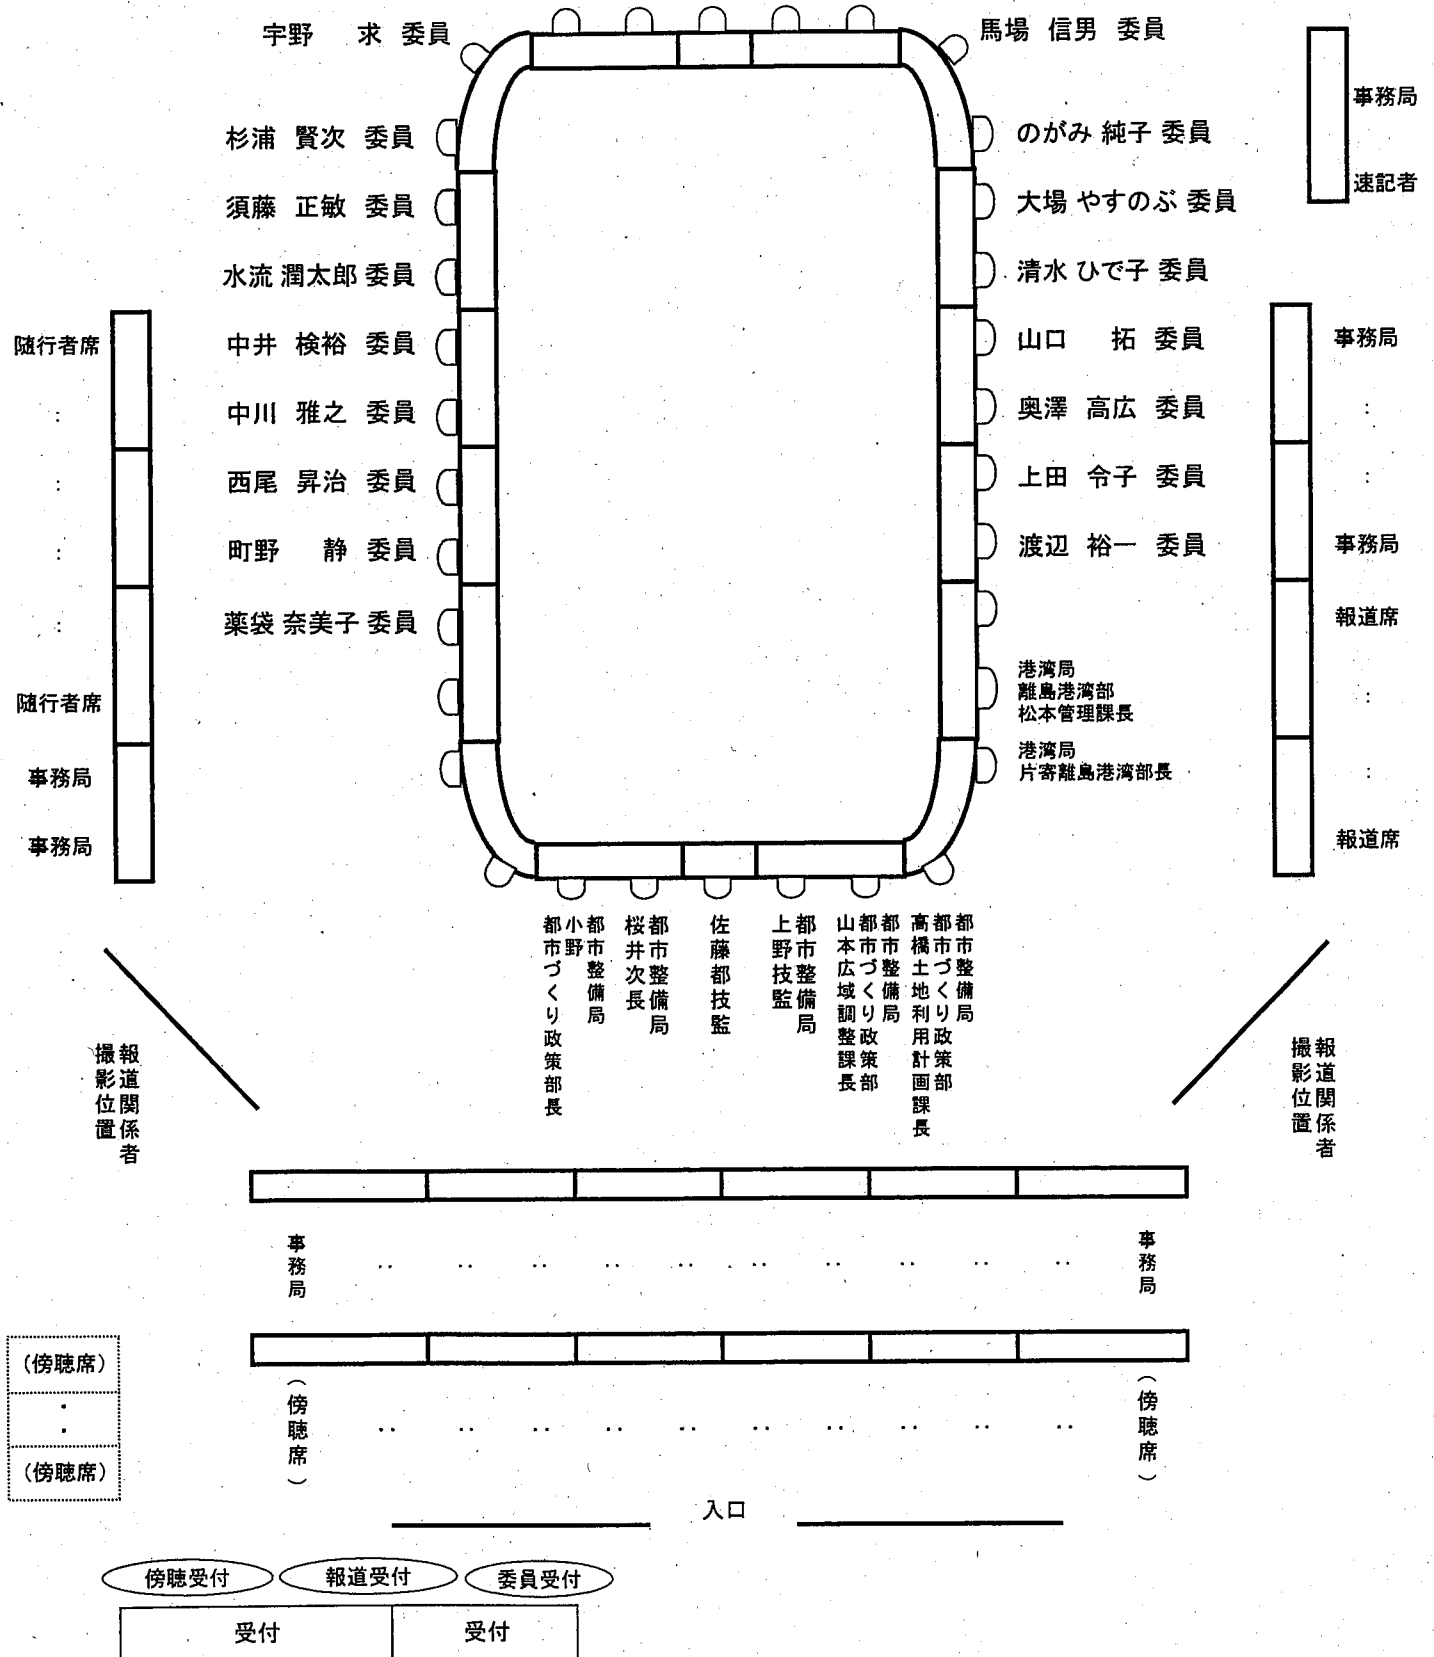 宇野　求 委員
馬場 信男 委員
杉浦 賢次 委員
須藤 正敏 委員
水流 潤太郎 委員
中井 検裕 委員
中川 雅之 委員
西尾 昇治 委員
町野　静 委員
薬袋 奈美子 委員
のがみ 純子 委員
大場 やすのぶ 委員
清水 ひで子 委員
山口　拓 委員
奥澤 高広 委員
上田 令子 委員
渡辺 裕一 委員
港湾局
離島港湾部
松本管理課長
港湾局
片寄離島港湾部長
事務局
速記者
随行者席
:
:
:
:
随行者席
事務局
事務局
事務局
:
:
事務局
報道席
:
:
報道席
都市整備局
都市づくり政策部
高橋土地利用計画課長
都市整備局
都市づくり政策部
山本広域調整課長
都市整備局
上野技監
佐藤都技監
都市整備局
桜井次長
都市整備局
小野
都市づくり政策部長
報道関係者
撮影位置
報道関係者
撮影位置
事務局 ‥ ‥ ‥ ‥ ‥ ‥ ‥ ‥ ‥ ‥ 事務局
(傍聴席) ‥ ‥ ‥ ‥ ‥ ‥ ‥ ‥ ‥ ‥ (傍聴席)
(傍聴席)
:
(傍聴席)
入口
傍聴受付 報道受付 委員受付
受付 受付